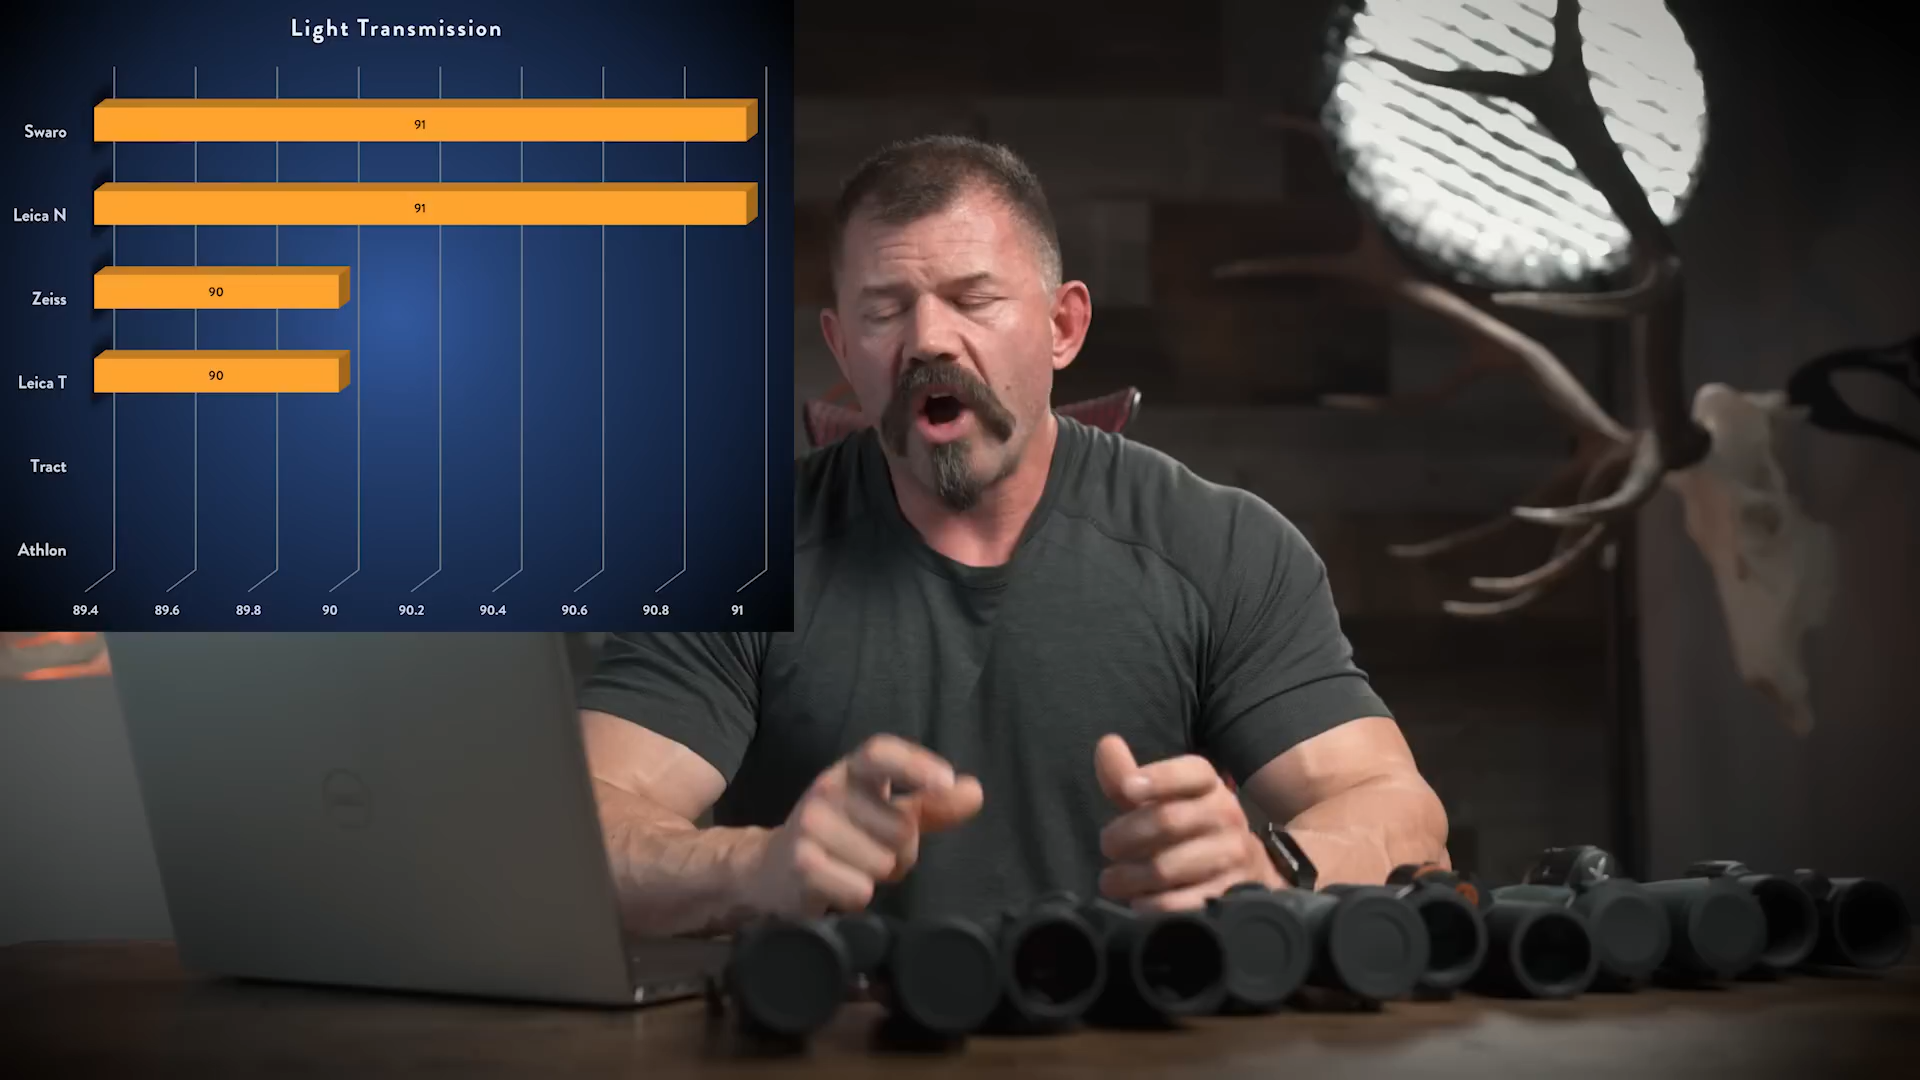 Light Transmission
Swaro
91
Leica N
91
Zeiss
90
Leica T
90
Tract
Athlon
89.4 89.6 89.8 90 90.2 90.4 90.6 90.8 91